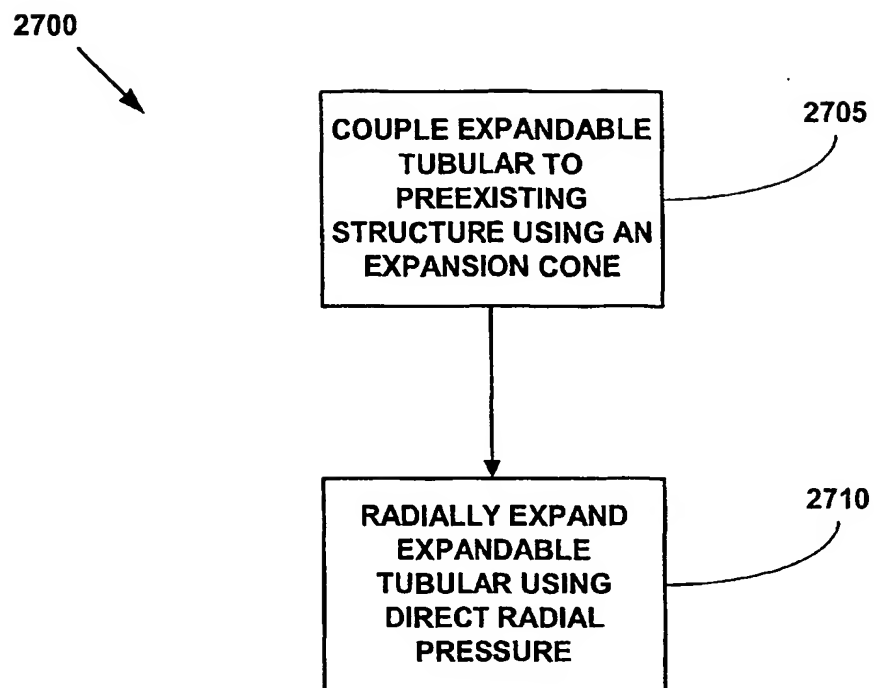 2700
COUPLE EXPANDABLE
TUBULAR TO
PREEXISTING
STRUCTURE USING AN
EXPANSION CONE
2705
RADIALLY EXPAND
EXPANDABLE
TUBULAR USING
DIRECT RADIAL
PRESSURE
2710